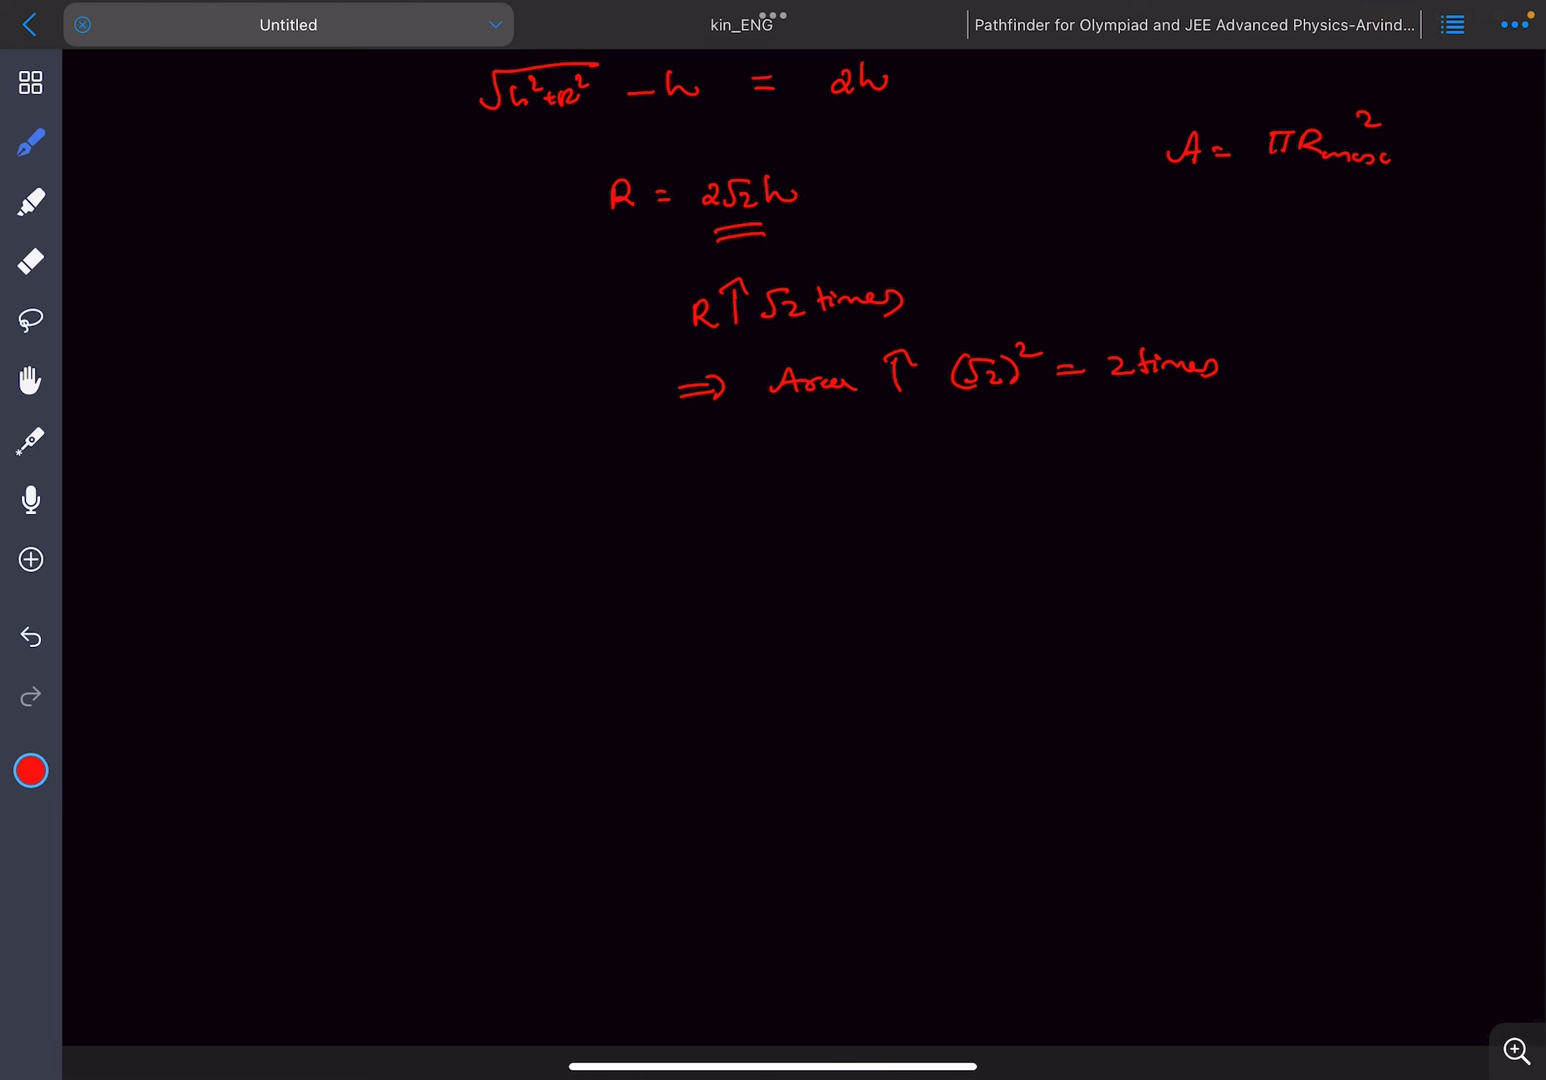 Untitled
kin_ENG
Pathfinder for Olympiad and JEE Advanced Physics-Arvind...
√(h²+R²) - h = 2h
A = πR²max
R = 2√2h
R↑ √2 times
⇒ Area ↑ (√2)² = 2 times